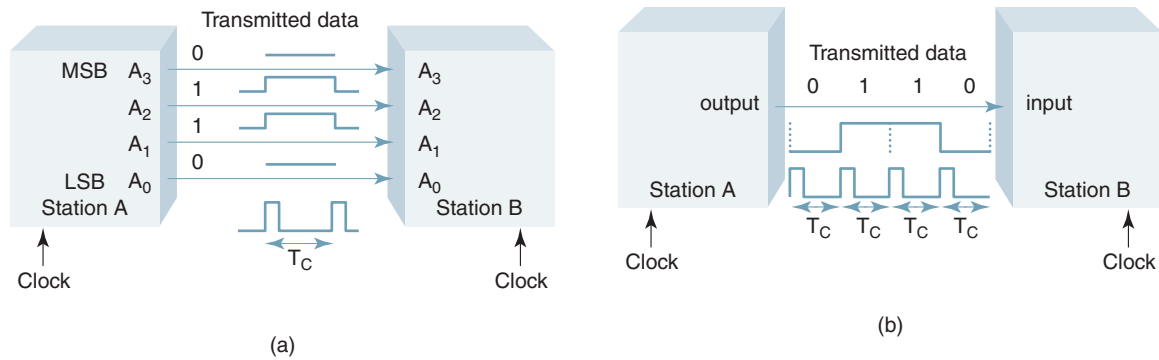 Transmitted data
0
MSB A3 A3
1
A2 A2
1
A1 A1
0
LSB A0 A0
Station A Station B
TC
Clock Clock
(a)
Transmitted data
0 1 1 0
output input
Station A Station B
TC TC TC TC
Clock Clock
(b)